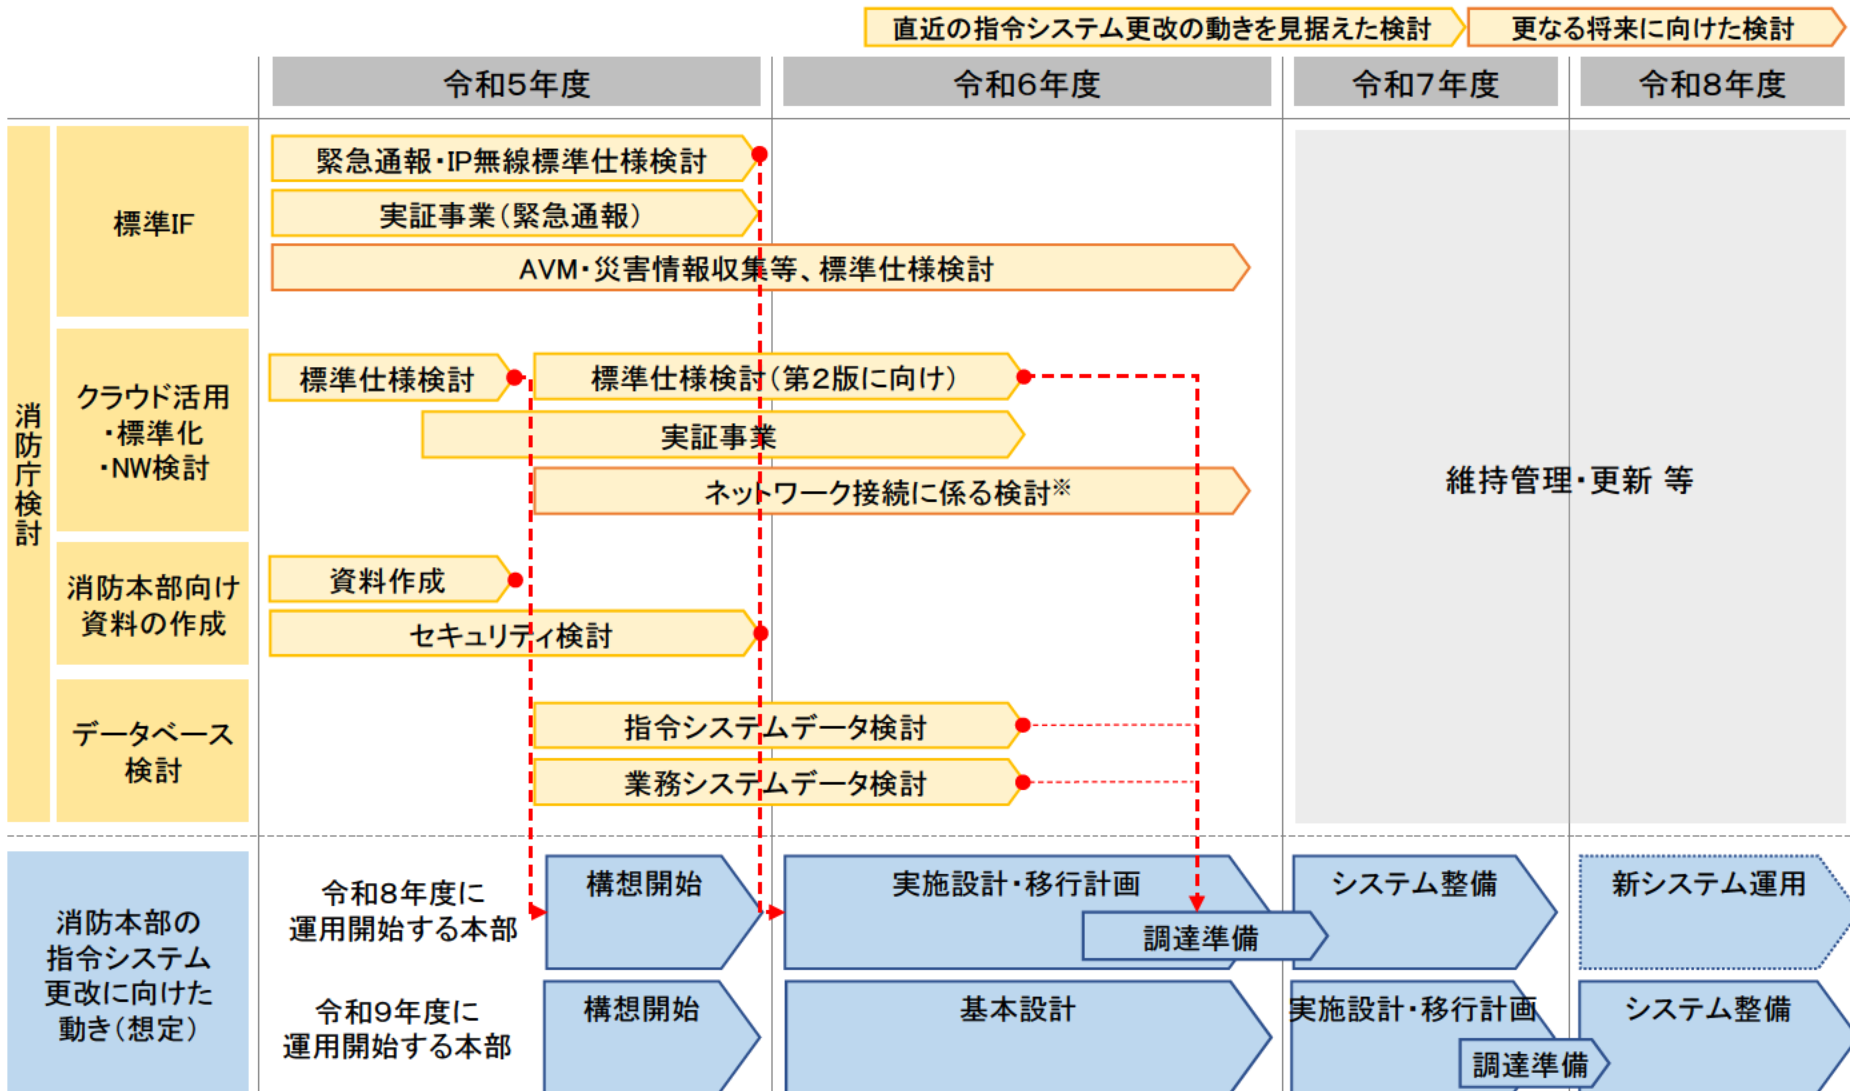 直近の指令システム更改の動きを見据えた検討
更なる将来に向けた検討
令和5年度
令和6年度
令和7年度
令和8年度
消防庁検討
標準IF
緊急通報・IP無線標準仕様検討
実証事業（緊急通報）
AVM・災害情報収集等、標準仕様検討
クラウド活用
・標準化
・NW検討
標準仕様検討
標準仕様検討（第2版に向け）
実証事業
ネットワーク接続に係る検討※
維持管理・更新 等
消防本部向け
資料の作成
資料作成
セキュリティ検討
データベース
検討
指令システムデータ検討
業務システムデータ検討
消防本部の
指令システム
更改に向けた
動き（想定）
令和8年度に
運用開始する本部
構想開始
実施設計・移行計画
調達準備
システム整備
新システム運用
令和9年度に
運用開始する本部
構想開始
基本設計
実施設計・移行計画
調達準備
システム整備